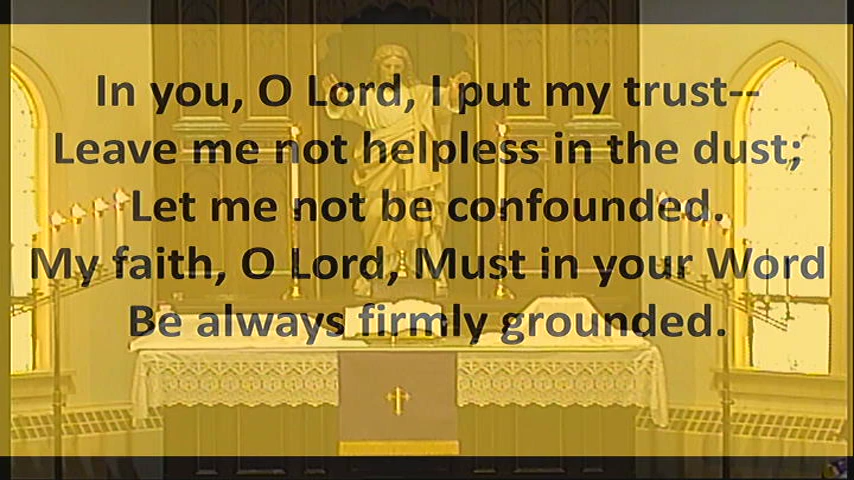 In you, O Lord, I put my trust--
Leave me not helpless in the dust;
Let me not be confounded.
My faith, O Lord, Must in your Word
Be always firmly grounded.